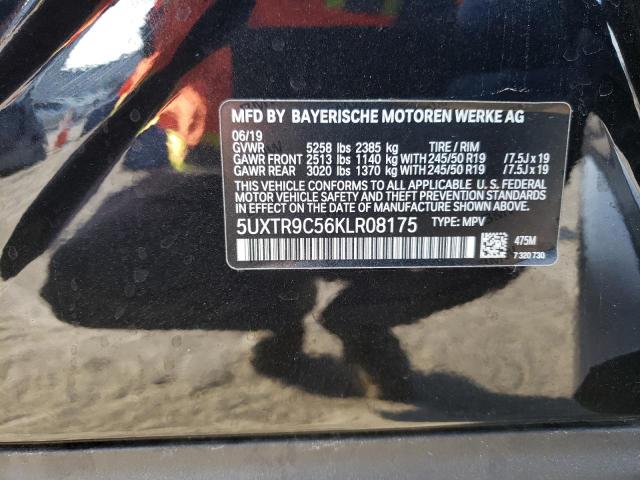 MFD BY BAYERISCHE MOTOREN WERKE AG
06/19
GVWR 5258 lbs 2385 kg TIRE / RIM
GAWR FRONT 2513 lbs 1140 kg WITH 245/50 R19 /7.5J x 19
GAWR REAR 3020 lbs 1370 kg WITH 245/50 R19 /7.5J x 19
THIS VEHICLE CONFORMS TO ALL APPLICABLE U. S. FEDERAL
MOTOR VEHICLE SAFETY AND THEFT PREVENTION STANDARDS
IN EFFECT ON THE DATE OF MANUFACTURE SHOWN ABOVE.
5UXTR9C56KLR08175 TYPE: MPV
475M
7 320 730